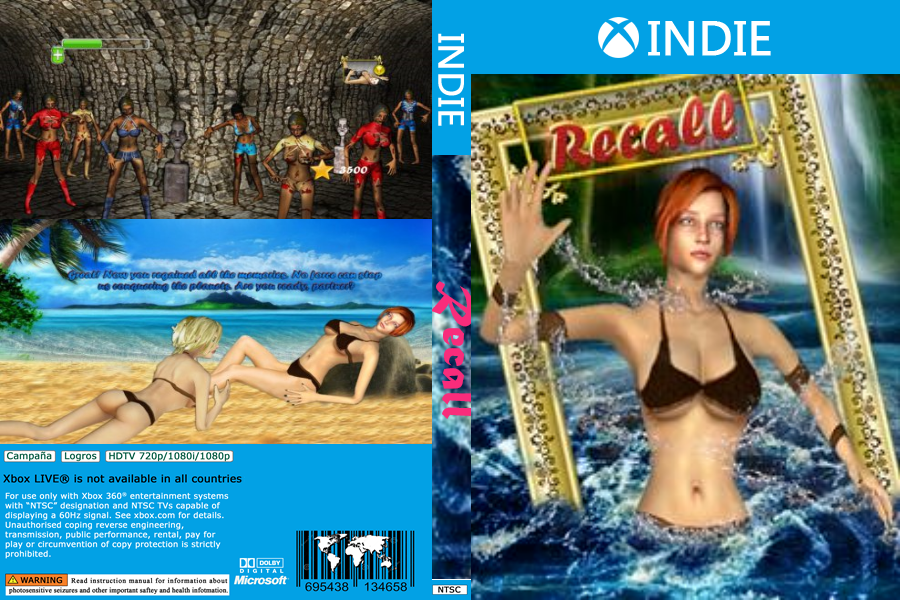 3600
Great! Now you regained all the memories. No force can stop
us conquering the planets. Are you ready, partner?
Campaña Logros HDTV 720p/1080i/1080p
Xbox LIVE® is not available in all countries
For use only with Xbox 360® entertainment systems
with “NTSC” designation and NTSC TVs capable of
displaying a 60Hz signal. See xbox.com for details.
Unauthorised coping reverse engineering,
transmission, public performance, rental, pay for
play or circumvention of copy protection is strictly
prohibited.
WARNING Read instruction manual for information about
photosensitive seizures and other important saftey and health infotmation.
DOLBY
DIGITAL
Microsoft®
695438 134658
INDIE
Recall
NTSC
INDIE
Recall